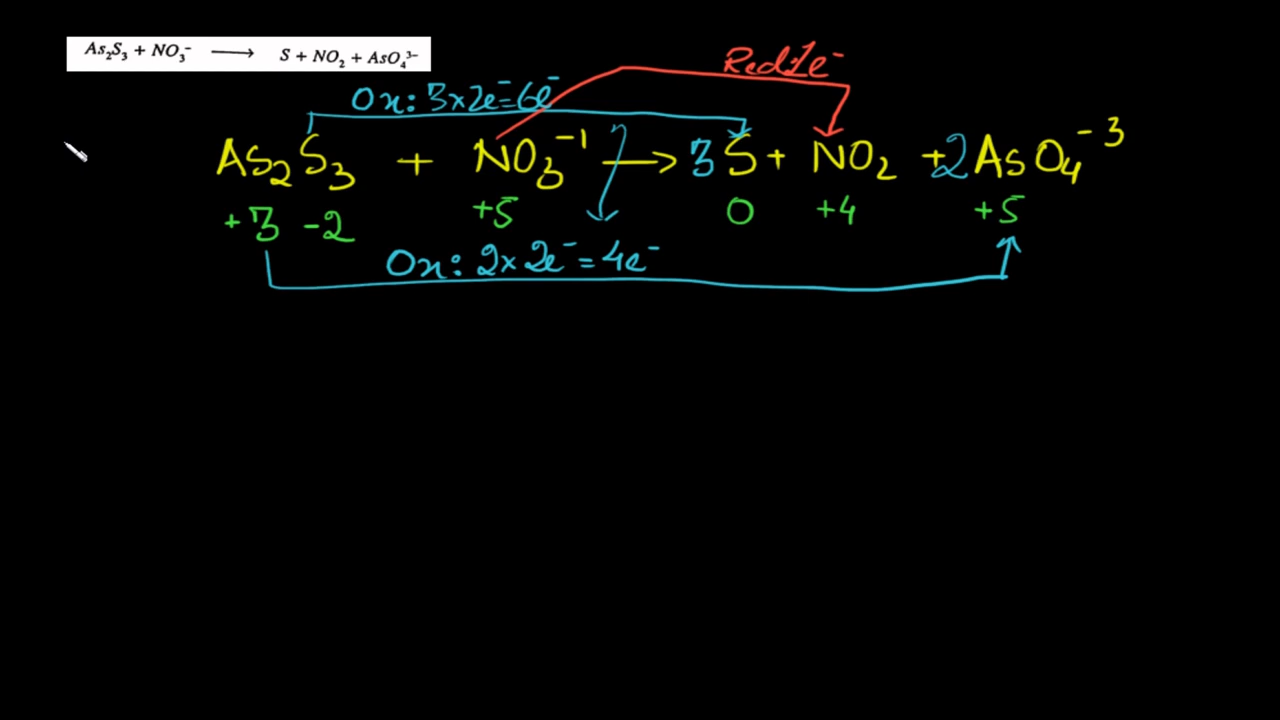 As₂S₃ + NO₃⁻ ⟶ S + NO₂ + AsO₄³⁻
Red: 1e⁻
Ox: 3x2e⁻=6e⁻
As₂S₃ + NO₃⁻¹ → 3S + NO₂ + 2AsO₄⁻³
+3 -2 +5 0 +4 +5
Ox: 2x2e⁻=4e⁻